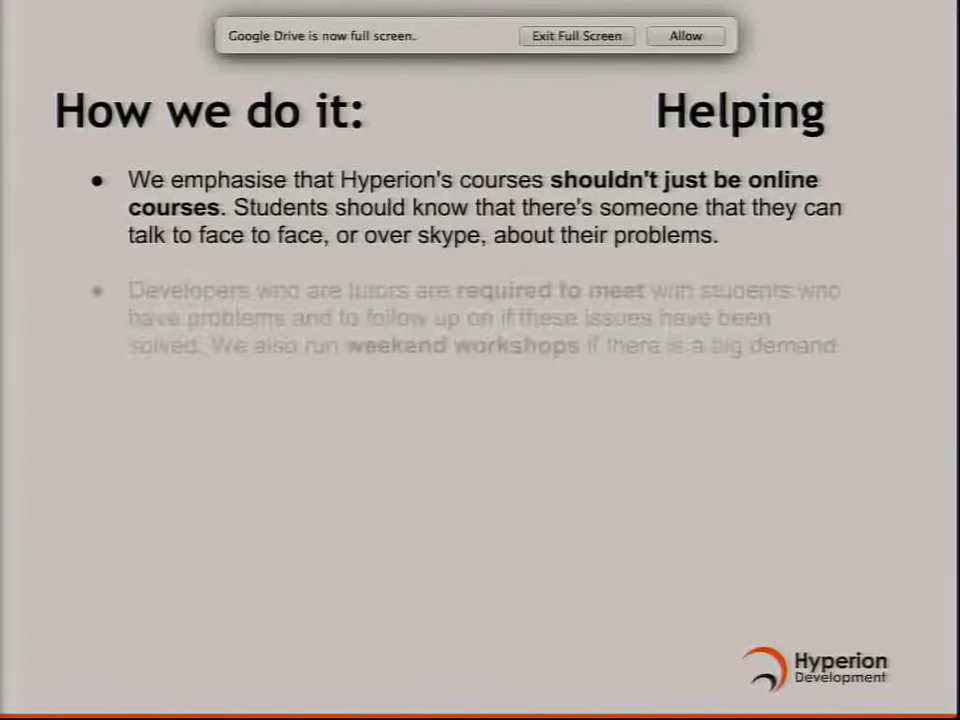 Google Drive is now full screen.
Exit Full Screen
Allow
How we do it: Helping
● We emphasise that Hyperion's courses shouldn't just be online
courses. Students should know that there's someone that they can
talk to face to face, or over skype, about their problems.
● Developers who are tutors are required to meet with students who
have problems and to follow up on if these issues have been
solved. We also run weekend workshops if there is a big demand
Hyperion
Development